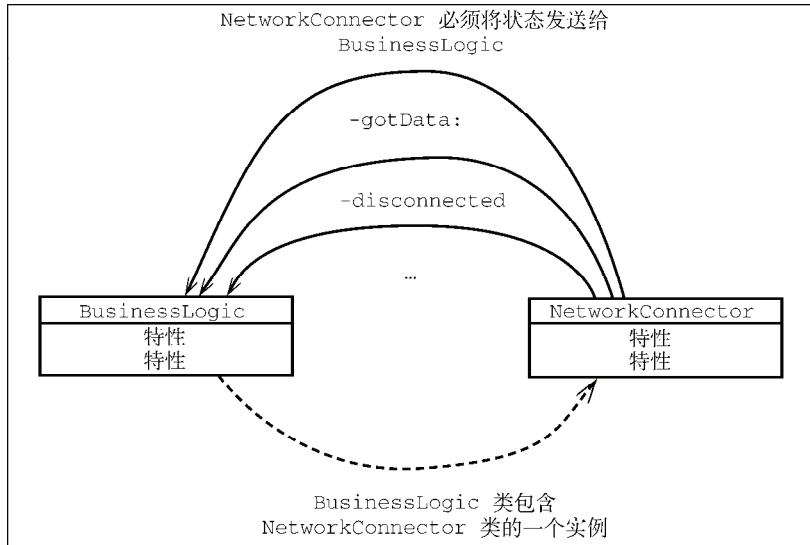 NetworkConnector 必须将状态发送给
BusinessLogic
-gotData:
-disconnected
...
BusinessLogic
特性
特性
NetworkConnector
特性
特性
BusinessLogic 类包含
NetworkConnector 类的一个实例